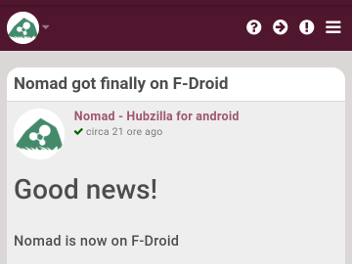 Nomad got finally on F-Droid
Nomad - Hubzilla for android
circa 21 ore ago
Good news!
Nomad is now on F-Droid